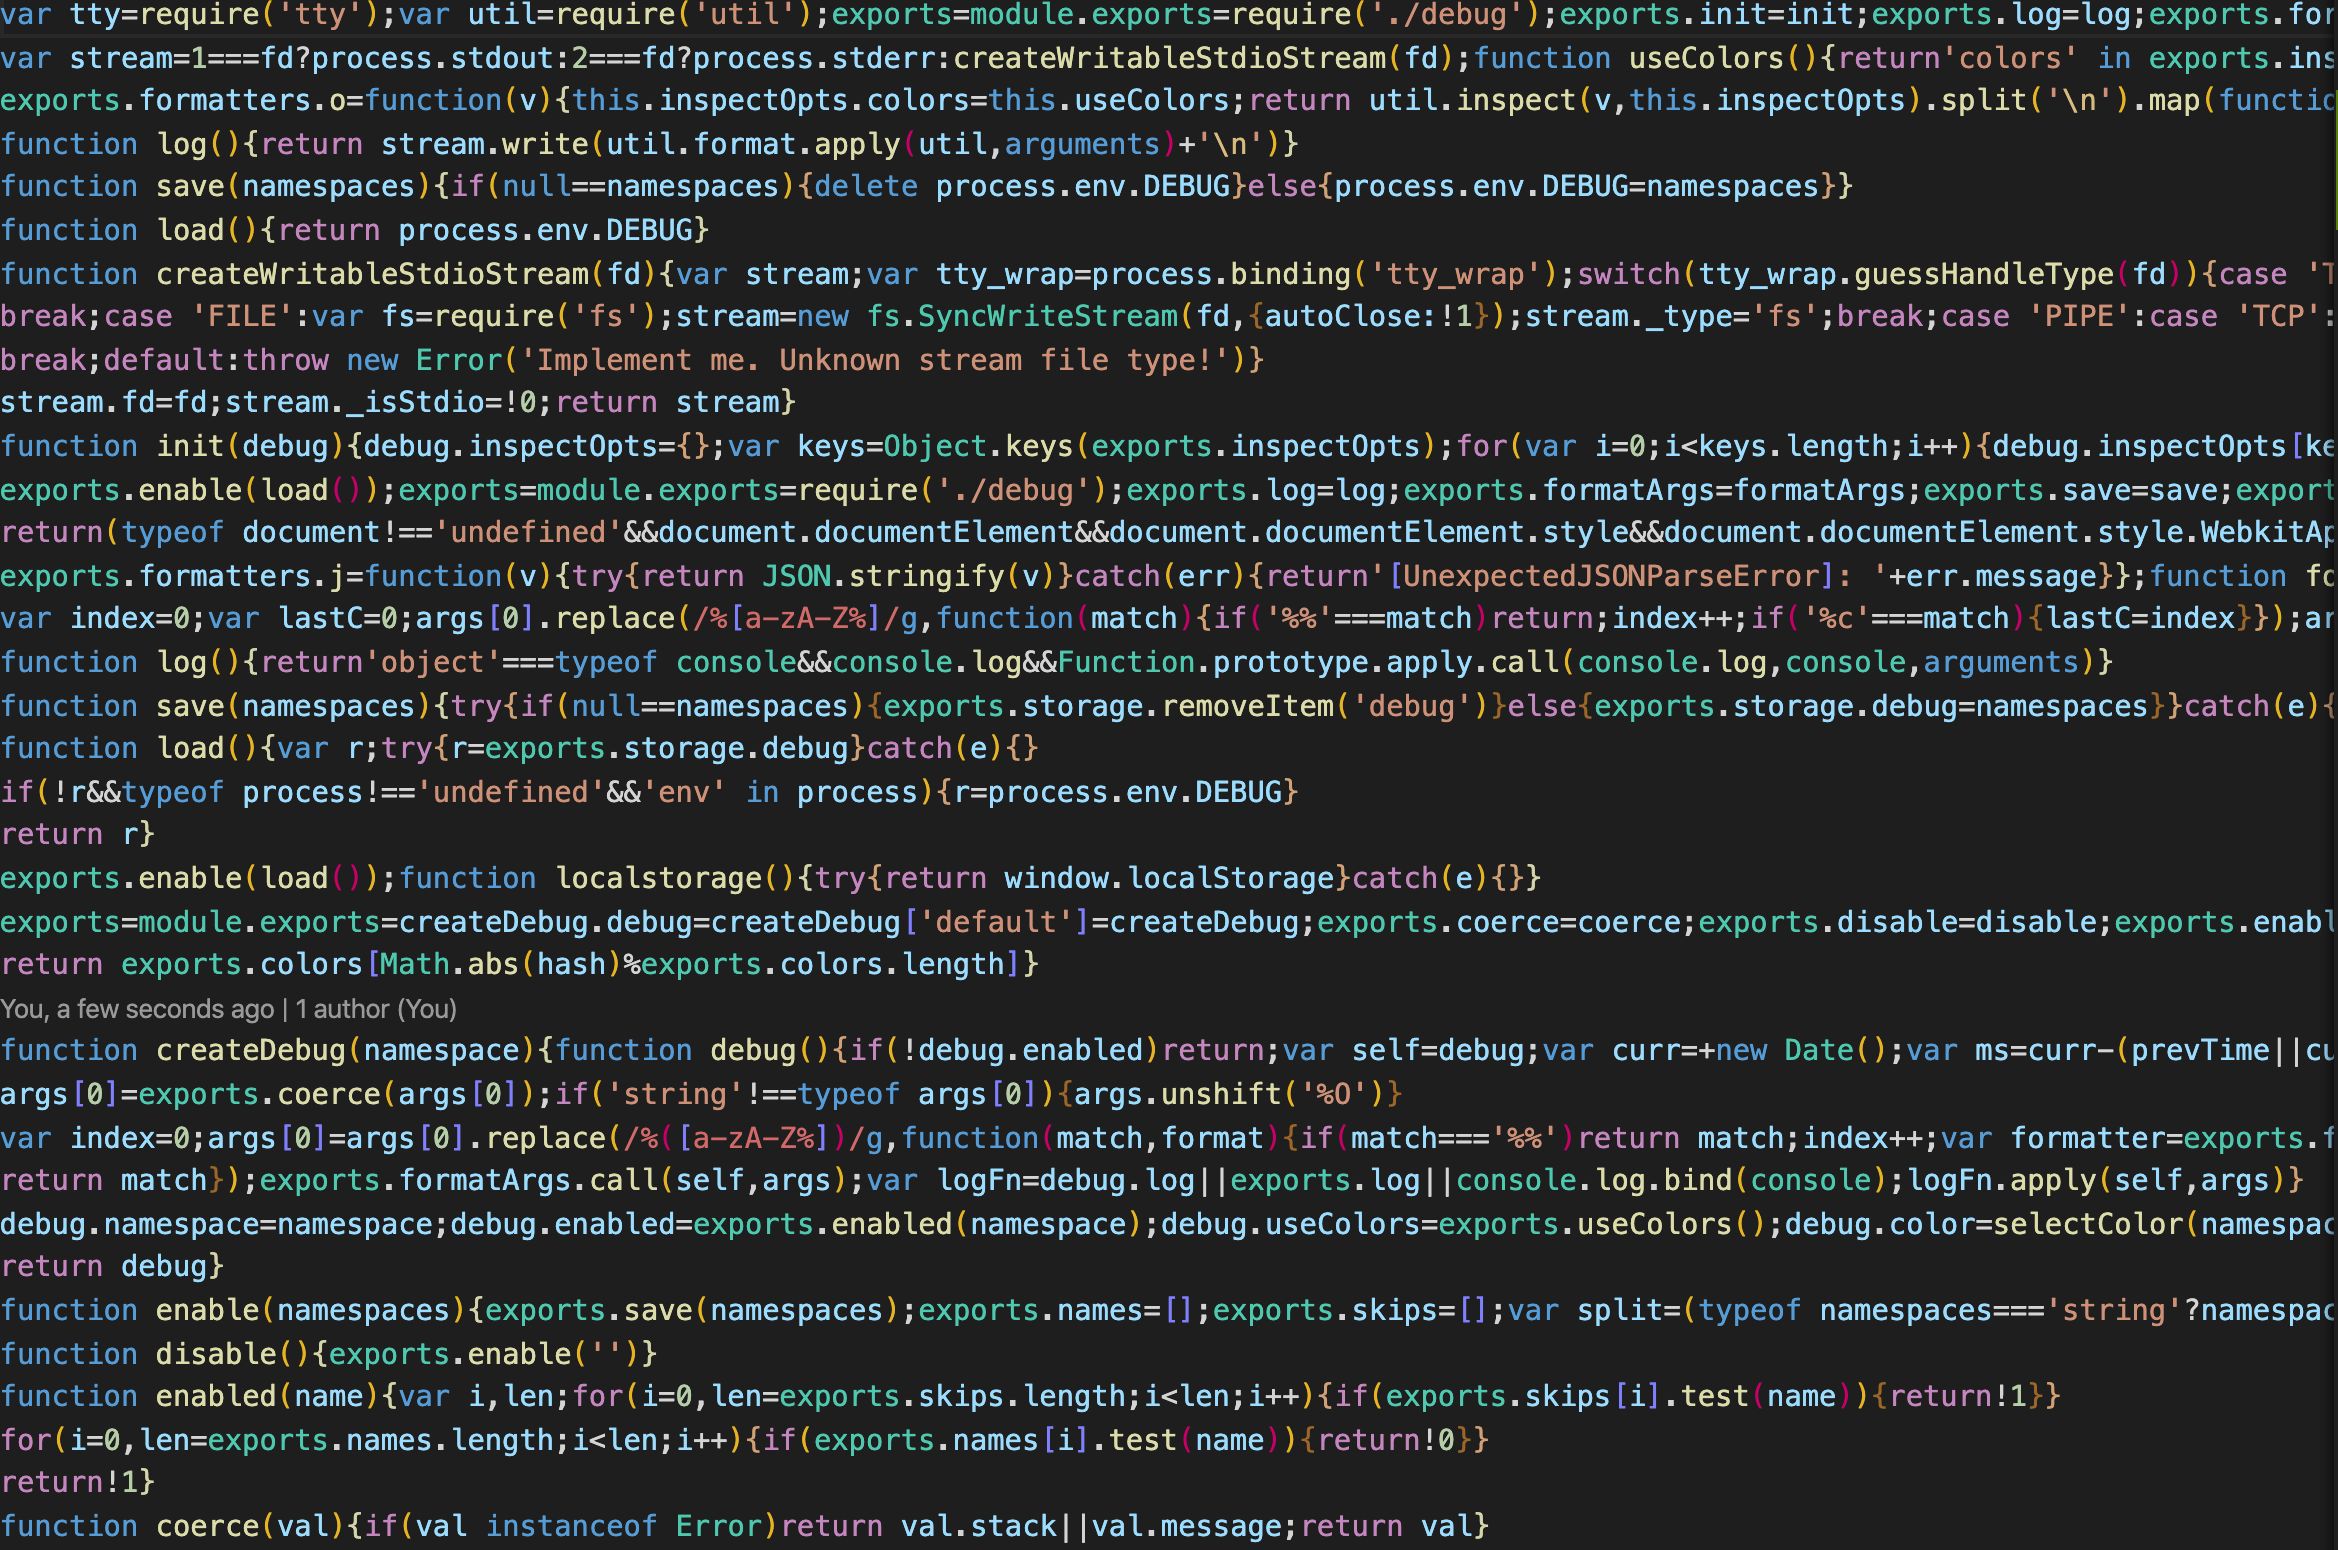 var tty=require('tty');var util=require('util');exports=module.exports=require('./debug');exports.init=init;exports.log=log;exports.for
var stream=1===fd?process.stdout:2===fd?process.stderr:createWritableStdioStream(fd);function useColors(){return'colors' in exports.ins
exports.formatters.o=function(v){this.inspectOpts.colors=this.useColors;return util.inspect(v,this.inspectOpts).split('\n').map(functio
function log(){return stream.write(util.format.apply(util,arguments)+'\n')}
function save(namespaces){if(null==namespaces){delete process.env.DEBUG}else{process.env.DEBUG=namespaces}}
function load(){return process.env.DEBUG}
function createWritableStdioStream(fd){var stream;var tty_wrap=process.binding('tty_wrap');switch(tty_wrap.guessHandleType(fd)){case 'T
break;case 'FILE':var fs=require('fs');stream=new fs.SyncWriteStream(fd,{autoClose:!1});stream._type='fs';break;case 'PIPE':case 'TCP':
break;default:throw new Error('Implement me. Unknown stream file type!')}
stream.fd=fd;stream._isStdio=!0;return stream}
function init(debug){debug.inspectOpts={};var keys=Object.keys(exports.inspectOpts);for(var i=0;i<keys.length;i++){debug.inspectOpts[ke
exports.enable(load());exports=module.exports=require('./debug');exports.log=log;exports.formatArgs=formatArgs;exports.save=save;export
return(typeof document!=='undefined'&&document.documentElement&&document.documentElement.style&&document.documentElement.style.WebkitAp
exports.formatters.j=function(v){try{return JSON.stringify(v)}catch(err){return'[UnexpectedJSONParseError]: '+err.message}};function fo
var index=0;var lastC=0;args[0].replace(/%[a-zA-Z%]/g,function(match){if('%%'===match)return;index++;if('%c'===match){lastC=index}});ar
function log(){return'object'===typeof console&&console.log&&Function.prototype.apply.call(console.log,console,arguments)}
function save(namespaces){try{if(null==namespaces){exports.storage.removeItem('debug')}else{exports.storage.debug=namespaces}}catch(e){
function load(){var r;try{r=exports.storage.debug}catch(e){}
if(!r&&typeof process!=='undefined'&&'env' in process){r=process.env.DEBUG}
return r}
exports.enable(load());function localstorage(){try{return window.localStorage}catch(e){}}
exports=module.exports=createDebug.debug=createDebug['default']=createDebug;exports.coerce=coerce;exports.disable=disable;exports.enabl
return exports.colors[Math.abs(hash)%exports.colors.length]}
You, a few seconds ago | 1 author (You)
function createDebug(namespace){function debug(){if(!debug.enabled)return;var self=debug;var curr=+new Date();var ms=curr-(prevTime||cu
args[0]=exports.coerce(args[0]);if('string'!==typeof args[0]){args.unshift('%O')}
var index=0;args[0]=args[0].replace(/%([a-zA-Z%])/g,function(match,format){if(match==='%%')return match;index++;var formatter=exports.f
return match});exports.formatArgs.call(self,args);var logFn=debug.log||exports.log||console.log.bind(console);logFn.apply(self,args)}
debug.namespace=namespace;debug.enabled=exports.enabled(namespace);debug.useColors=exports.useColors();debug.color=selectColor(namespac
return debug}
function enable(namespaces){exports.save(namespaces);exports.names=[];exports.skips=[];var split=(typeof namespaces==='string'?namespac
function disable(){exports.enable('')}
function enabled(name){var i,len;for(i=0,len=exports.skips.length;i<len;i++){if(exports.skips[i].test(name)){return!1}}
for(i=0,len=exports.names.length;i<len;i++){if(exports.names[i].test(name)){return!0}}
return!1}
function coerce(val){if(val instanceof Error)return val.stack||val.message;return val}